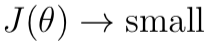 J(θ) → small